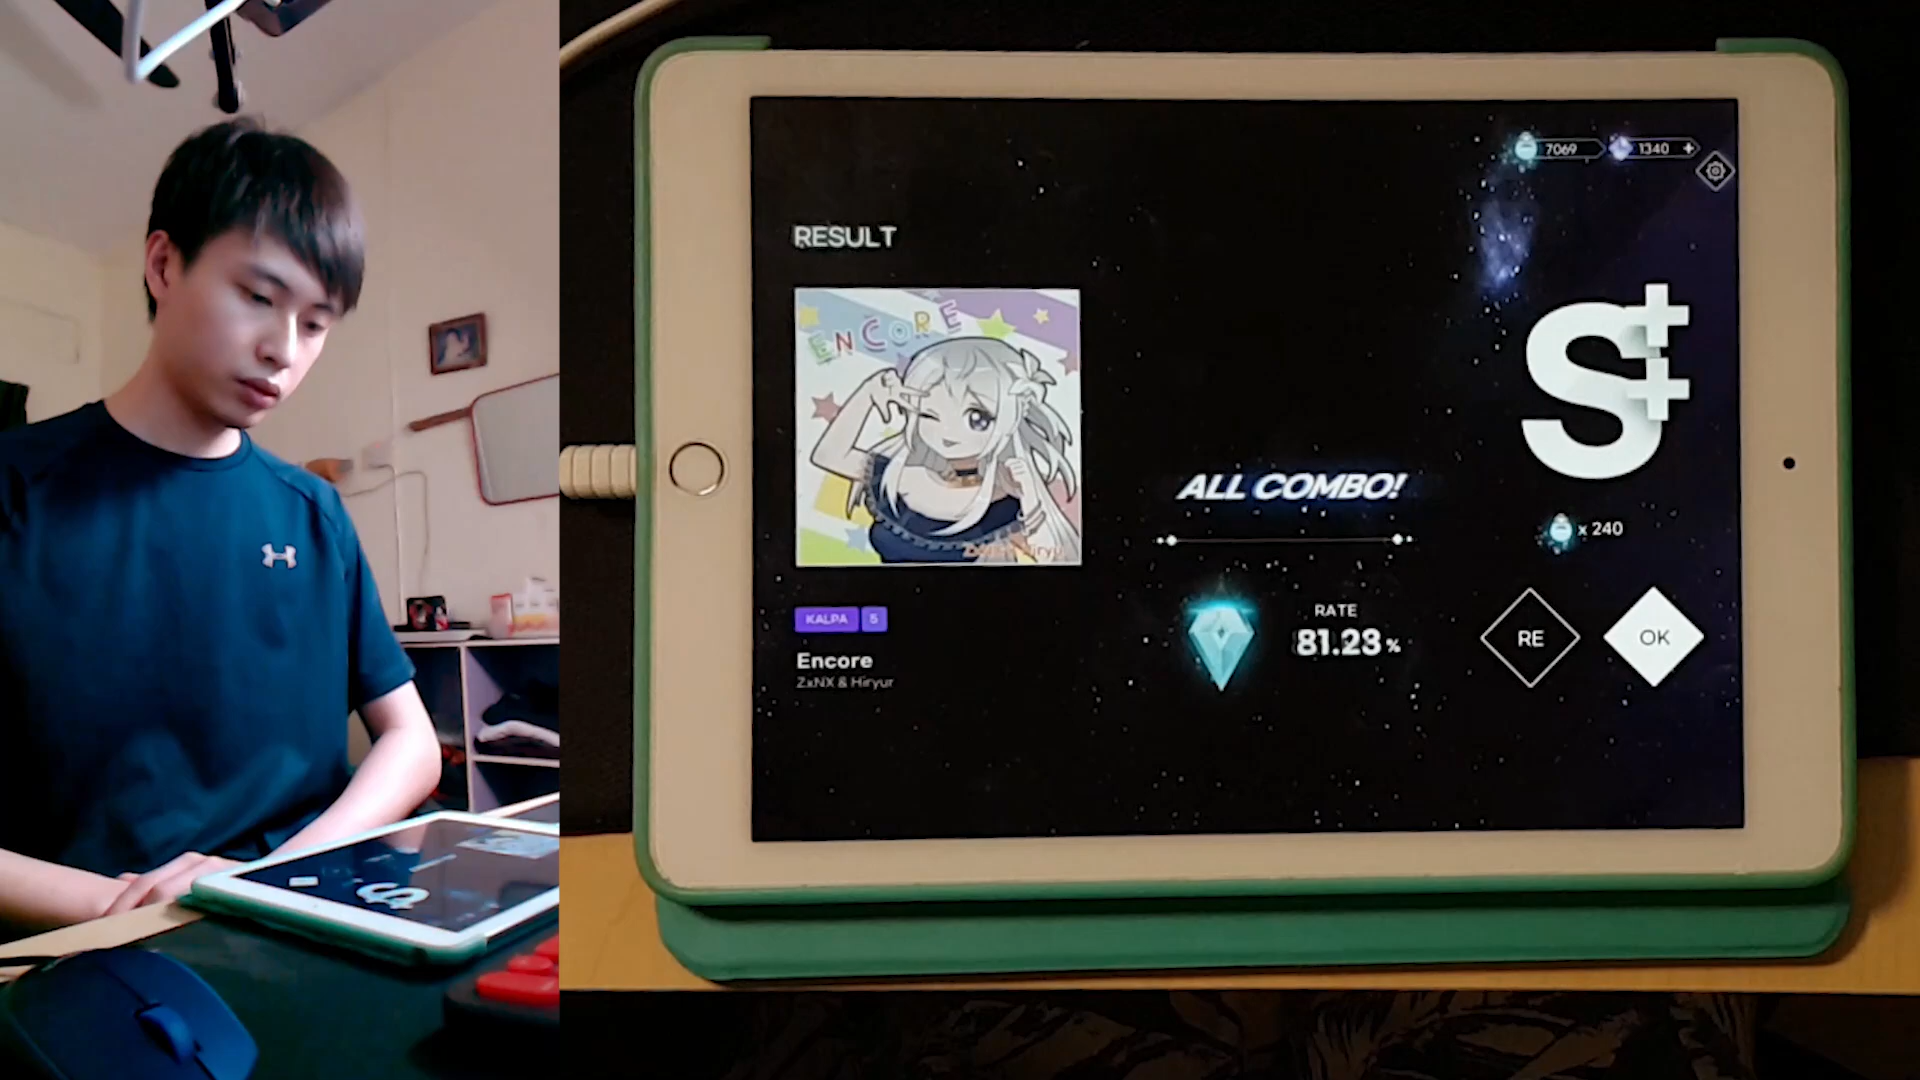 7069
1340 +
RESULT
ENCORE
S++
ALL COMBO!
x 240
KALPA 5
RATE
81.23 %
RE
OK
Encore
ZxNX & Hiryur